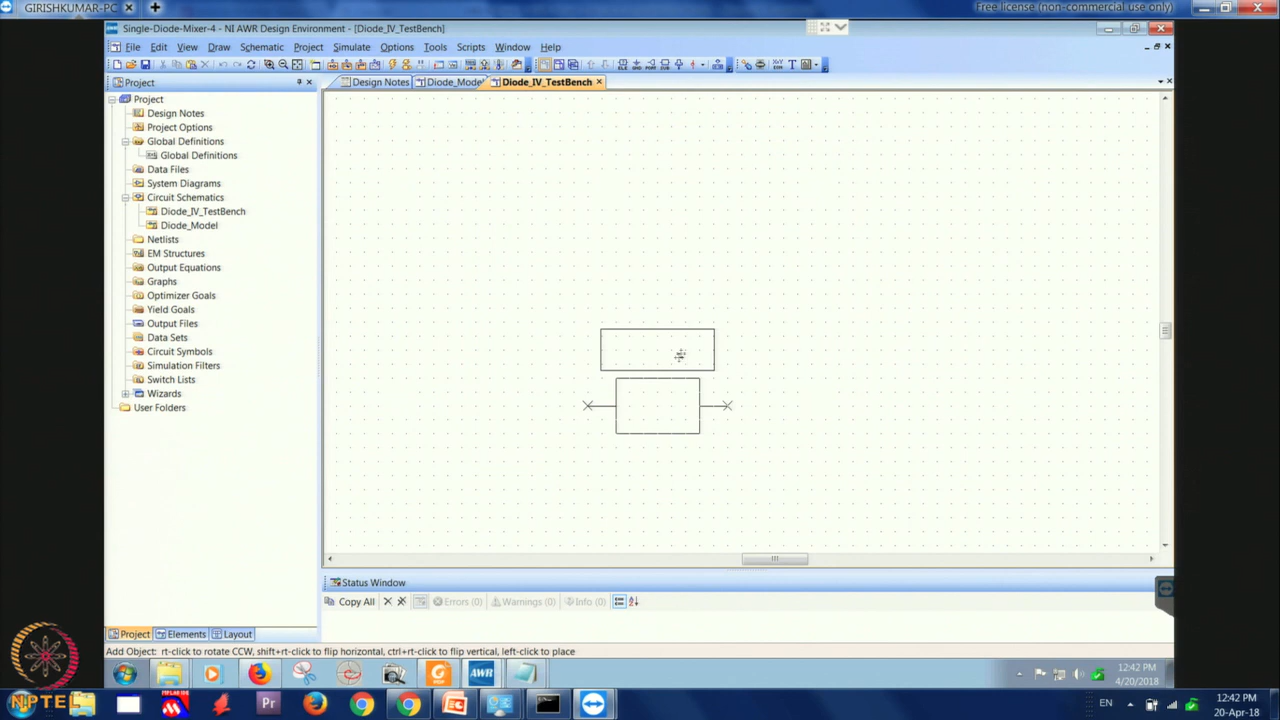 GIRISHKUMAR-PC
Free license (non-commercial use only)
Single-Diode-Mixer-4 - NI AWR Design Environment - [Diode_IV_TestBench]
File Edit View Draw Schematic Project Simulate Options Tools Scripts Window Help
Project
Design Notes
Diode_Model
Diode_IV_TestBench
Project
Design Notes
Project Options
Global Definitions
Global Definitions
Data Files
System Diagrams
Circuit Schematics
Diode_IV_TestBench
Diode_Model
Netlists
EM Structures
Output Equations
Graphs
Optimizer Goals
Yield Goals
Output Files
Data Sets
Circuit Symbols
Simulation Filters
Switch Lists
Wizards
User Folders
Status Window
Copy All
Errors (0)
Warnings (0)
Info (0)
Project
Elements
Layout
Add Object: rt-click to rotate CCW, shift+rt-click to flip horizontal, ctrl+rt-click to flip vertical, left-click to place
AWR
12:42 PM
4/20/2018
NPTEL
Pr
EN
12:42 PM
20-Apr-18